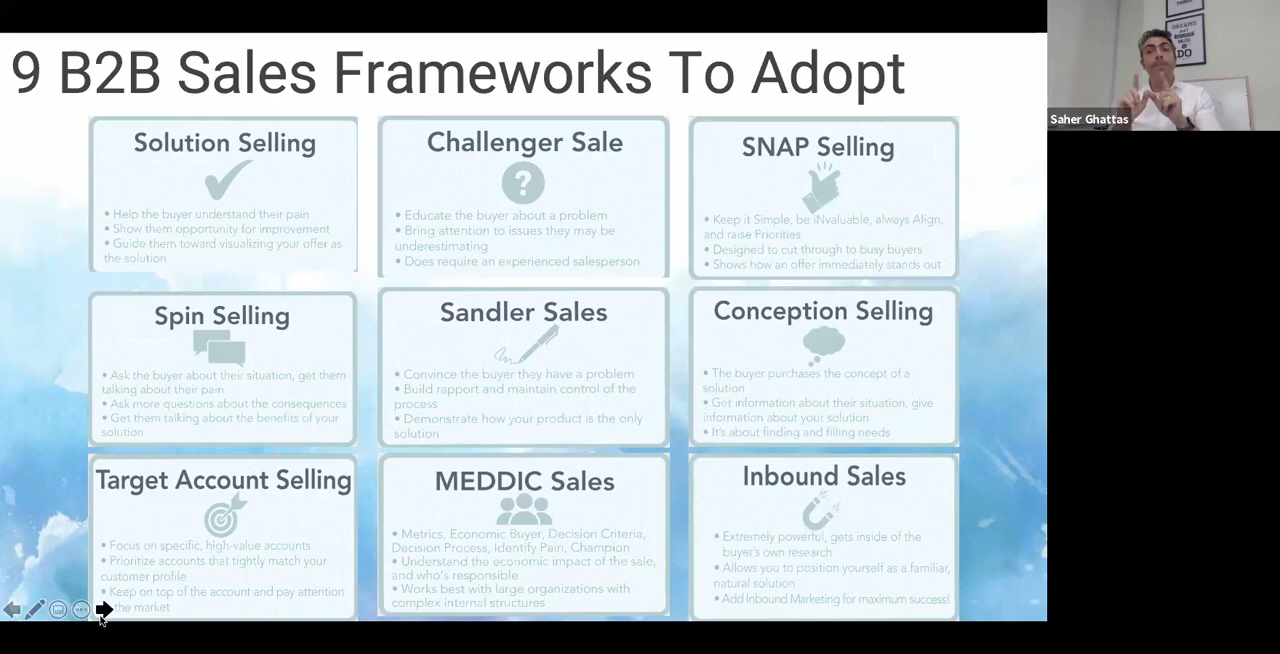 9 B2B Sales Frameworks To Adopt
Solution Selling
• Help the buyer understand their pain
• Show them opportunity for improvement
• Guide them toward visualizing your offer as
the solution
Challenger Sale
?
• Educate the buyer about a problem
• Bring attention to issues they may be
underestimating
• Does require an experienced salesperson
SNAP Selling
• Keep it Simple, be iNvaluable, always Align,
and raise Priorities
• Designed to cut through to busy buyers
• Shows how an offer immediately stands out
Spin Selling
• Ask the buyer about their situation, get them
talking about their pain
• Ask more questions about the consequences
• Get them talking about the benefits of your
solution
Sandler Sales
• Convince the buyer they have a problem
• Build rapport and maintain control of the
process
• Demonstrate how your product is the only
solution
Conception Selling
• The buyer purchases the concept of a
solution
• Get information about their situation, give
information about your solution
• It's about finding and filling needs
Target Account Selling
• Focus on specific, high-value accounts
• Prioritize accounts that tightly match your
customer profile
• Keep on top of the account and pay attention
the market
MEDDIC Sales
• Metrics, Economic Buyer, Decision Criteria,
Decision Process, Identify Pain, Champion
• Understand the economic impact of the sale,
and who's responsible
• Works best with large organizations with
complex internal structures
Inbound Sales
• Extremely powerful, gets inside of the
buyer's own research
• Allows you to position yourself as a familiar,
natural solution
• Add Inbound Marketing for maximum success!
THINGS
DREAMS
DO
Saher Ghattas